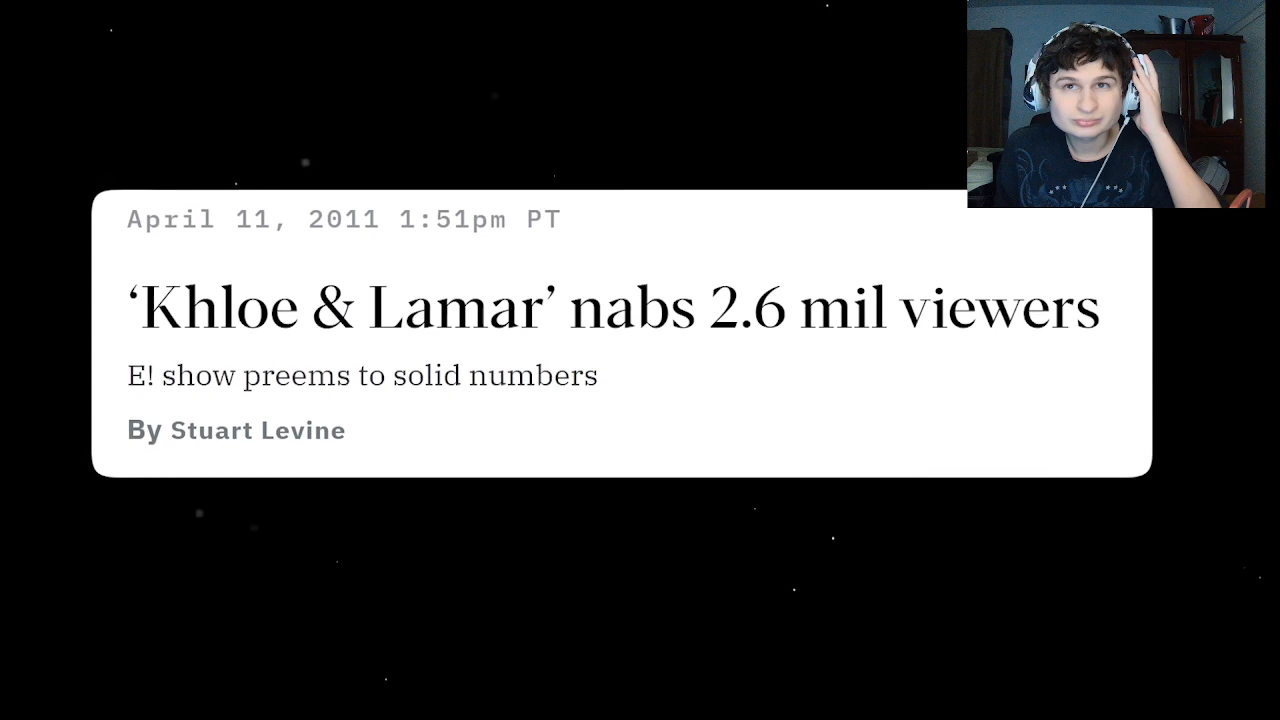 April 11, 2011 1:51pm PT
‘Khloe & Lamar’ nabs 2.6 mil viewers
E! show preems to solid numbers
By Stuart Levine